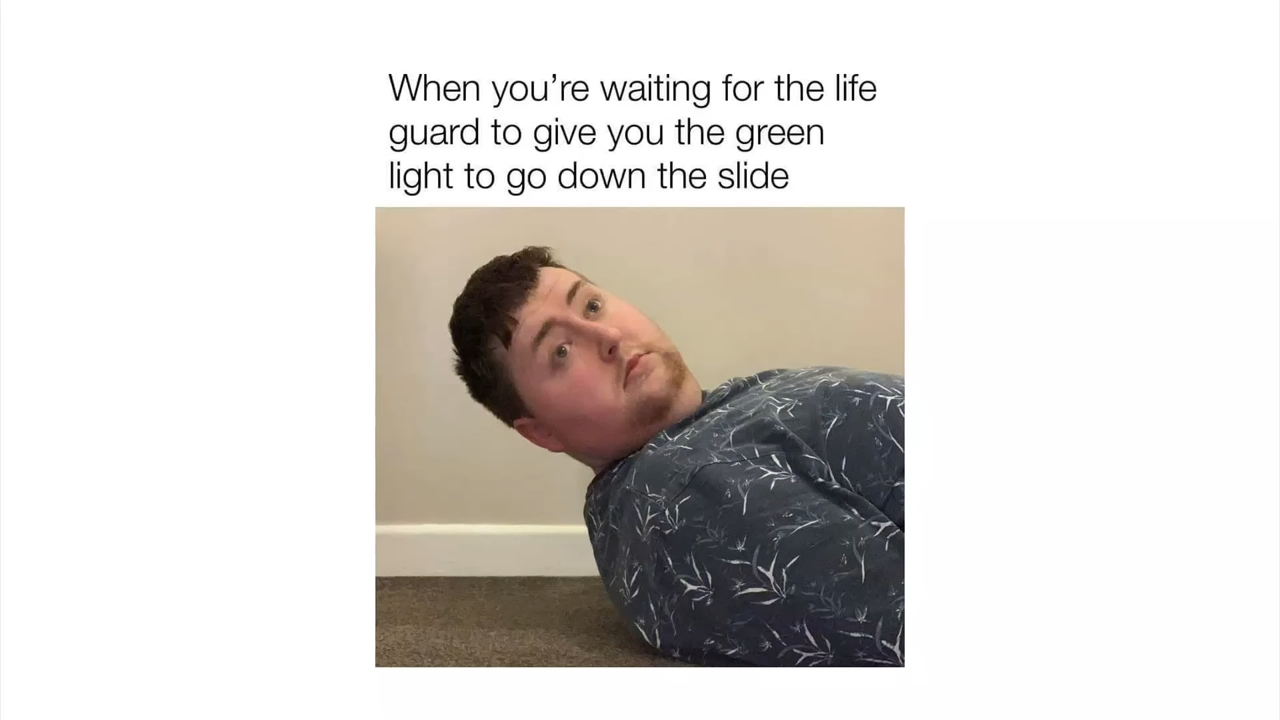 When you’re waiting for the life
guard to give you the green
light to go down the slide